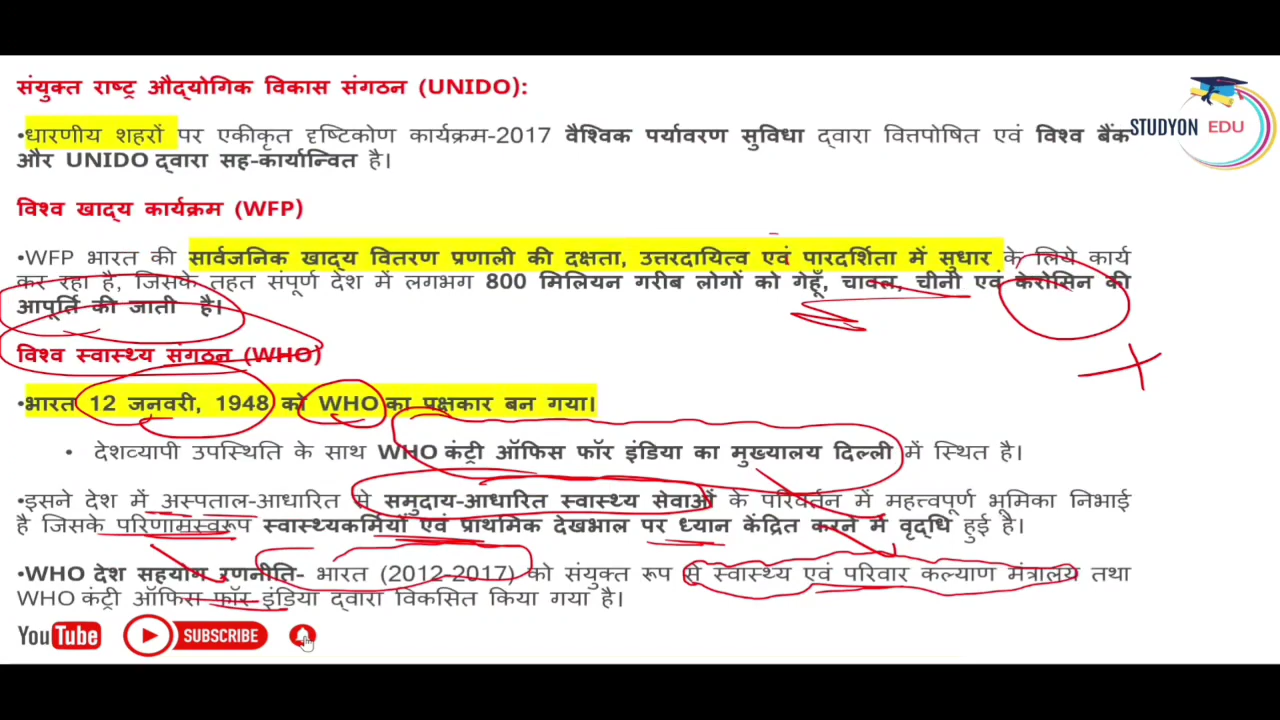 संयुक्त राष्ट्र औद्योगिक विकास संगठन (UNIDO):
STUDYON EDU
•धारणीय शहरों पर एकीकृत दृष्टिकोण कार्यक्रम-2017 वैश्विक पर्यावरण सुविधा द्वारा वित्तपोषित एवं विश्व बैंक
और UNIDO द्वारा सह-कार्यान्वित है।
विश्व खाद्य कार्यक्रम (WFP)
•WFP भारत की सार्वजनिक खाद्य वितरण प्रणाली की दक्षता, उत्तरदायित्व एवं पारदर्शिता में सुधार के लिये कार्य
कर रहा है, जिसके तहत संपूर्ण देश में लगभग 800 मिलियन गरीब लोगों को गेहूँ, चावल, चीनी एवं केरोसिन की
आपूर्ति की जाती है।
विश्व स्वास्थ्य संगठन (WHO)
•भारत 12 जनवरी, 1948 को WHO का पक्षकार बन गया।
• देशव्यापी उपस्थिति के साथ WHO कंट्री ऑफिस फॉर इंडिया का मुख्यालय दिल्ली में स्थित है।
•इसने देश में अस्पताल-आधारित से समुदाय-आधारित स्वास्थ्य सेवाओं के परिवर्तन में महत्त्वपूर्ण भूमिका निभाई
है जिसके परिणामस्वरूप स्वास्थ्यकर्मियों एवं प्राथमिक देखभाल पर ध्यान केंद्रित करने में वृद्धि हुई है।
•WHO देश सहयोग रणनीति- भारत (2012-2017) को संयुक्त रूप से स्वास्थ्य एवं परिवार कल्याण मंत्रालय तथा
WHO कंट्री ऑफिस फॉर इंडिया द्वारा विकसित किया गया है।
YouTube SUBSCRIBE